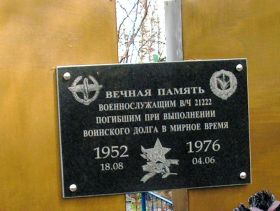 ВЕЧНАЯ ПАМЯТЬ
ВОЕННОСЛУЖАЩИМ В/Ч 21222
ПОГИБШИМ ПРИ ВЫПОЛНЕНИИ
ВОИНСКОГО ДОЛГА В МИРНОЕ ВРЕМЯ
1952 1976
18.08 04.06